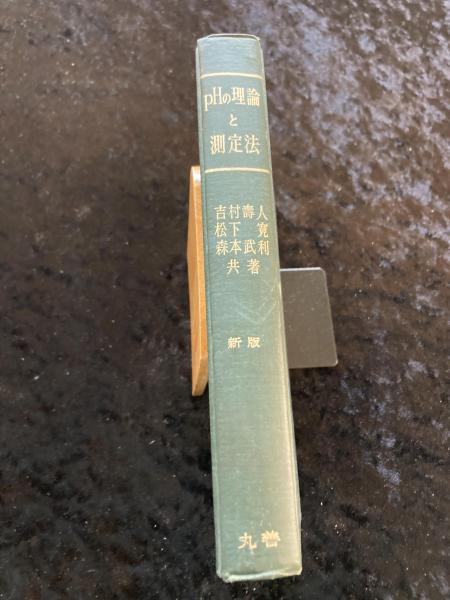 pHの理論
と
測定法
吉村壽人
松下寛
森本武利
共著
新版
丸善